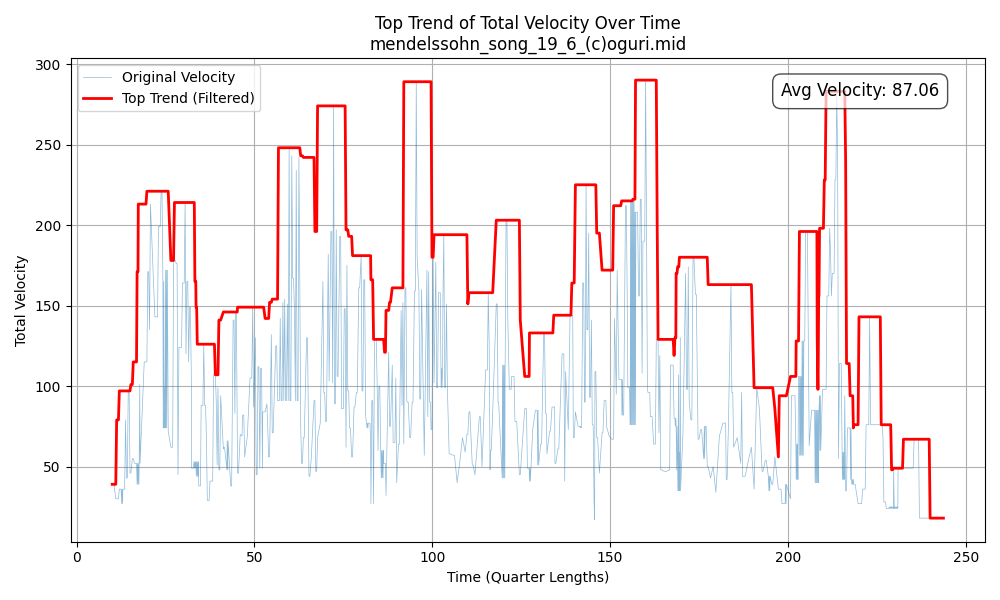 Top Trend of Total Velocity Over Time
mendelssohn_song_19_6_(c)oguri.mid
Original Velocity
Top Trend (Filtered)
Avg Velocity: 87.06
300
250
200
150
100
50
Total Velocity
0
50
100
150
200
250
Time (Quarter Lengths)